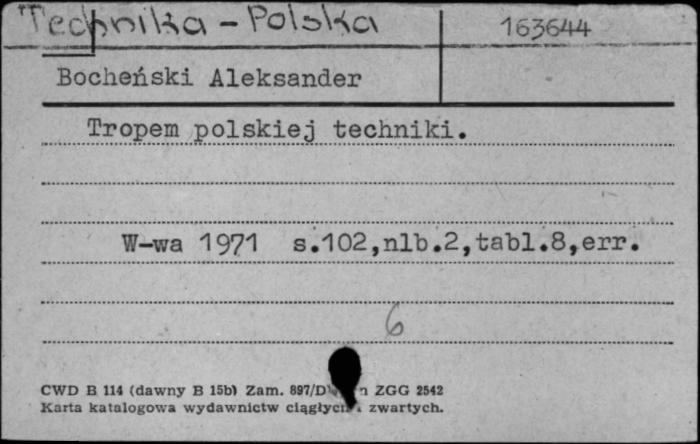 Technika - Polska 163644
Bocheński Aleksander
Tropem polskiej techniki.
W-wa 1971 s.102,nlb.2,tabl.8,err.
6
CWD B 114 (dawny B 15b) Zam. 897/D ZGG 2542
Karta katalogowa wydawnictw ciągłych i zwartych.